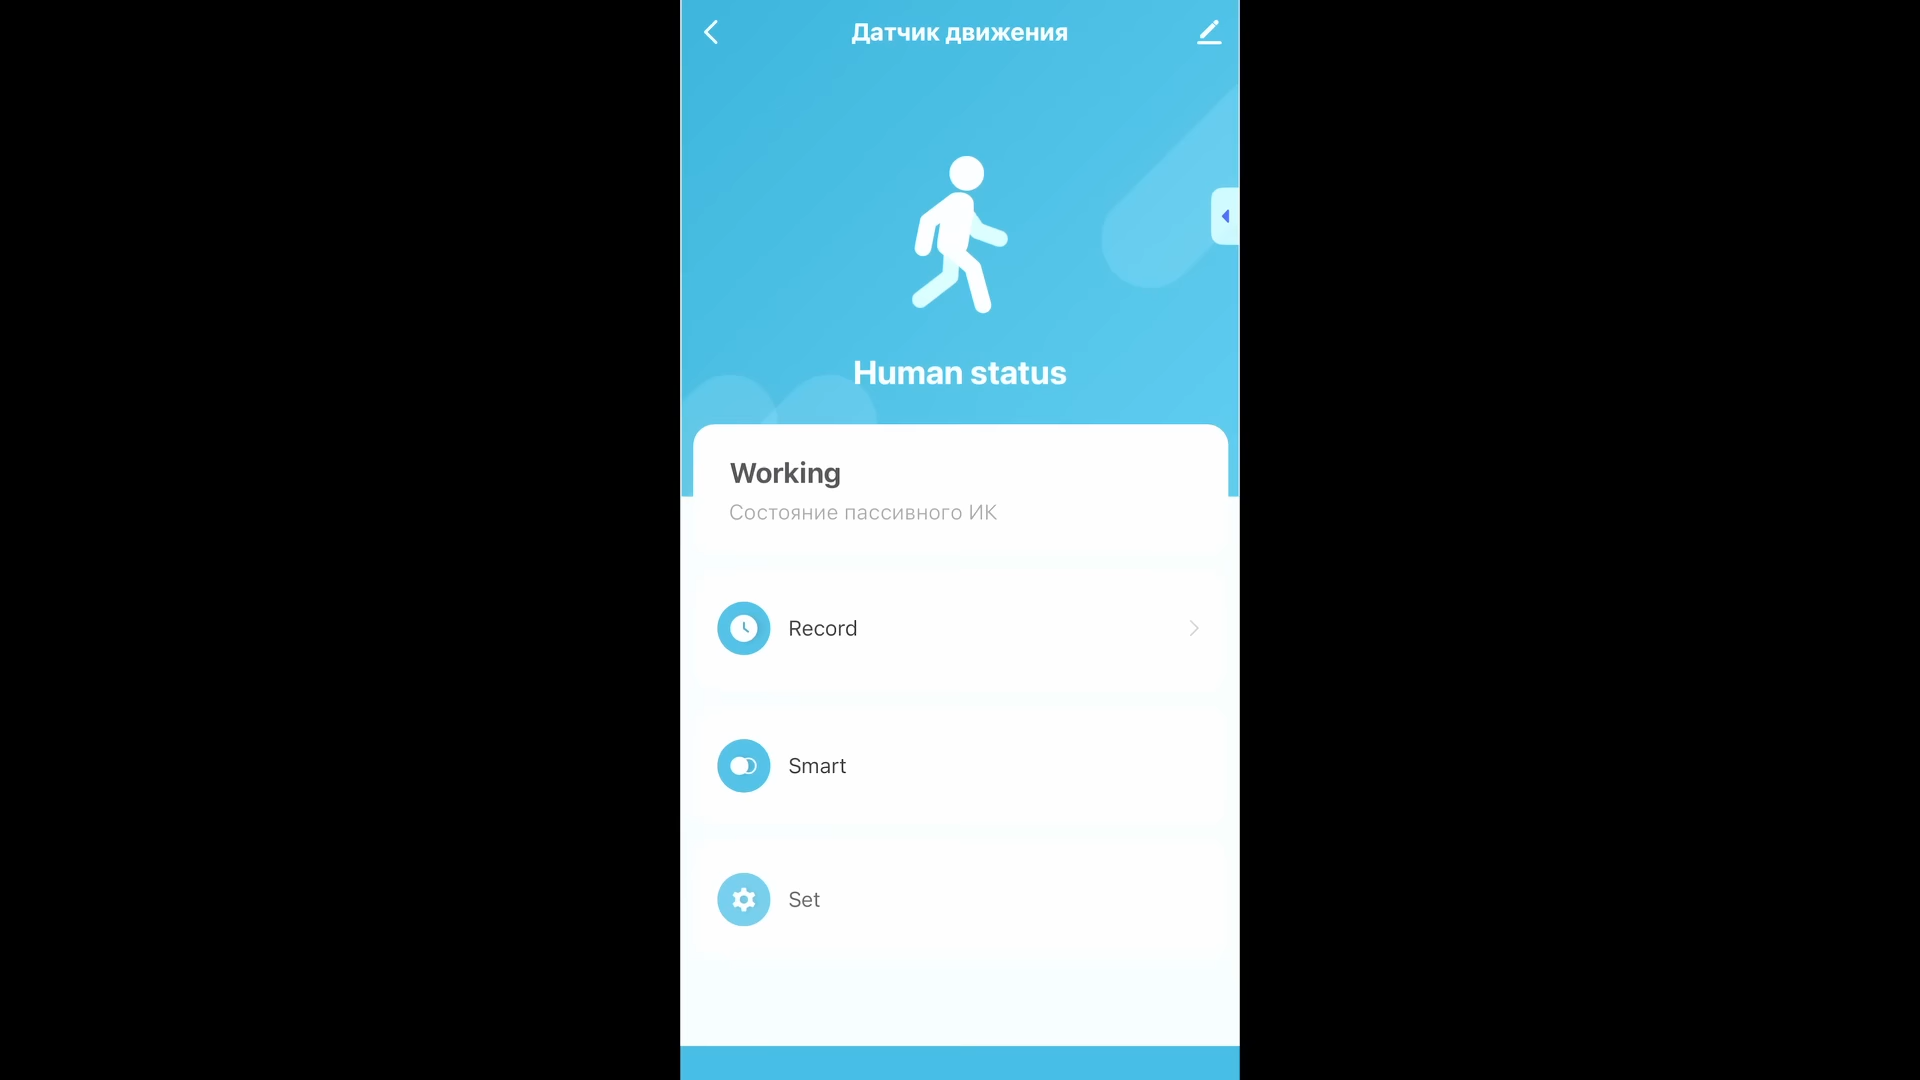 Датчик движения
Human status
Working
Состояние пассивного ИК
Record
Smart
Set